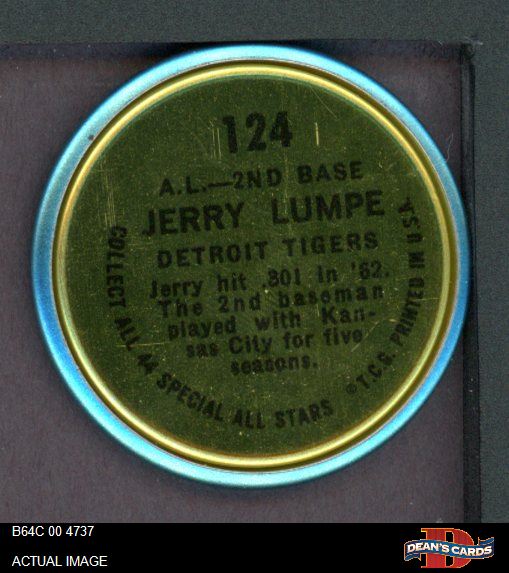 124
A.L.—2ND BASE
JERRY LUMPE
DETROIT TIGERS
Jerry hit .301 in '62.
The 2nd baseman
played with Kan-
sas City for five
seasons.
COLLECT ALL 44 SPECIAL ALL STARS
©T.C.G. PRINTED IN U.S.A.
B64C 00 4737
ACTUAL IMAGE
D
DEAN'S CARDS